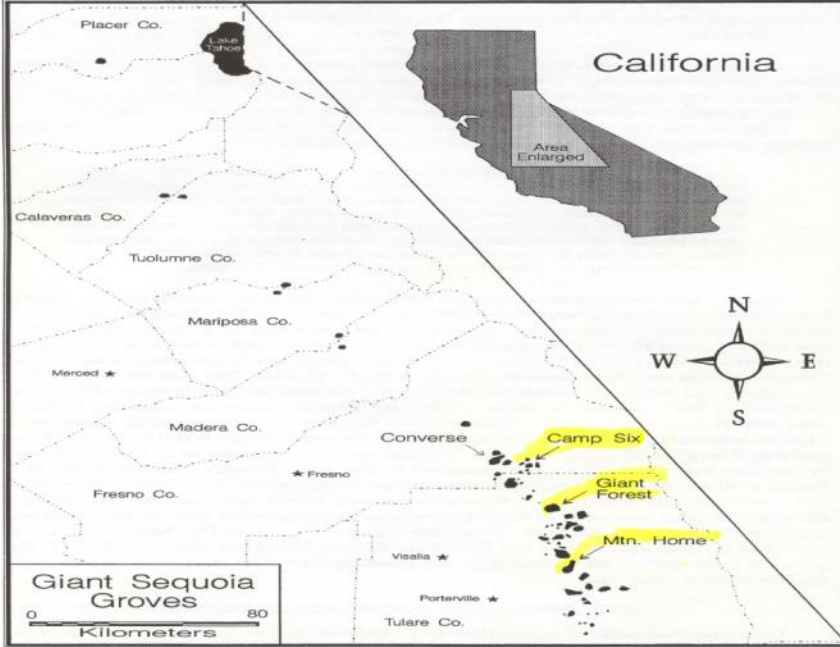 Placer Co.
Lake
Tahoe
California
Area
Enlarged
Calaveras Co.
Tuolumne Co.
Mariposa Co.
N
W
E
S
Merced
Madera Co.
Converse
Camp Six
Fresno
Fresno Co.
Giant
Forest
Visalia
Mtn. Home
Porterville
Tulare Co.
Giant Sequoia
Groves
0 80
Kilometers